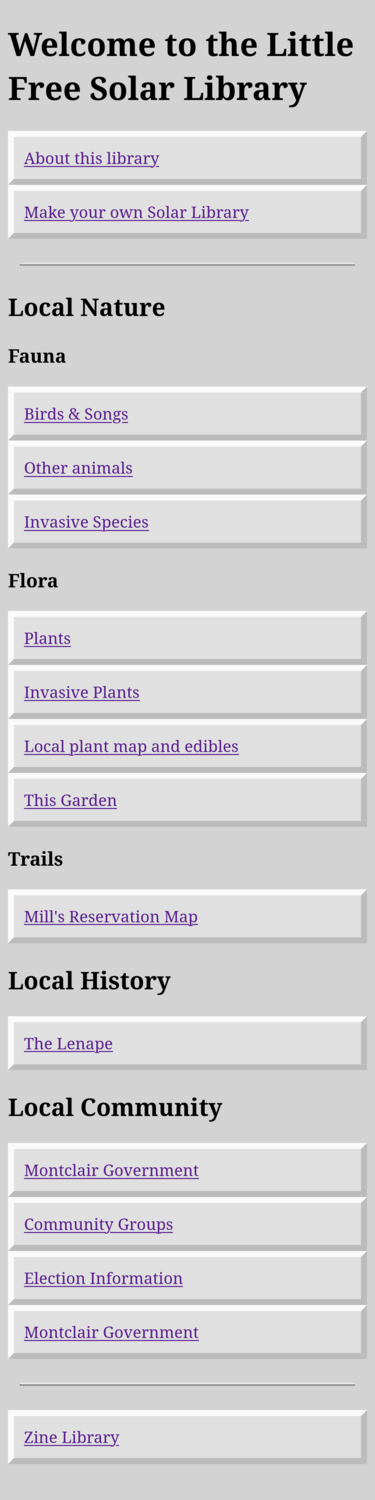 Welcome to the Little
Free Solar Library
About this library
Make your own Solar Library
Local Nature
Fauna
Birds & Songs
Other animals
Invasive Species
Flora
Plants
Invasive Plants
Local plant map and edibles
This Garden
Trails
Mill's Reservation Map
Local History
The Lenape
Local Community
Montclair Government
Community Groups
Election Information
Montclair Government
Zine Library